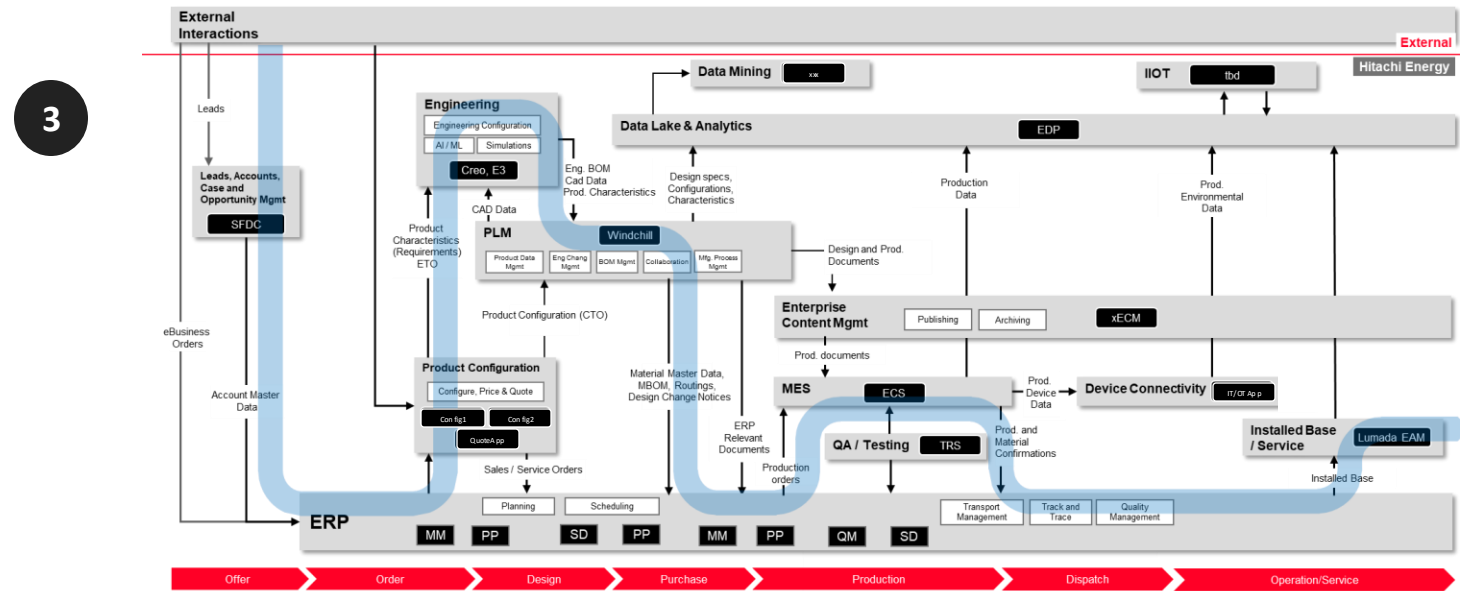 External
Interactions
External
Hitachi Energy
3
Data Mining
xx
IIOT
tbd
Leads
Engineering
Engineering Configuration
AI / ML
Simulations
Creo, E3
Data Lake & Analytics
EDP
Leads, Accounts,
Case and
Opportunity Mgmt
SFDC
Eng. BOM
Cad Data
Prod. Characteristics
Design specs,
Configurations,
Characteristics
Production
Data
Prod.
Environmental
Data
CAD Data
Product
Characteristics
(Requirements)
ETO
PLM
Windchill
Product Data
Mgmt
Eng Chang
Mgmt
BOM Mgmt
Collaboration
Mfg. Process
Mgmt
Design and Prod.
Documents
Product Configuration (CTO)
Enterprise
Content Mgmt
Publishing
Archiving
xECM
eBusiness
Orders
Prod. documents
Product Configuration
Configure, Price & Quote
Config1
Config2
QuoteApp
Account Master
Data
Material Master Data,
MBOM, Routings,
Design Change Notices
MES
ECS
Prod.
Device
Data
Device Connectivity
IT/OT App
ERP
Relevant
Documents
QA / Testing
TRS
Prod. and
Material
Confirmations
Installed Base
/ Service
Lumada EAM
Sales / Service Orders
Production
orders
Installed Base
ERP
Planning
Scheduling
Transport
Management
Track and
Trace
Quality
Management
MM
PP
SD
PP
MM
PP
QM
SD
Offer
Order
Design
Purchase
Production
Dispatch
Operation/Service